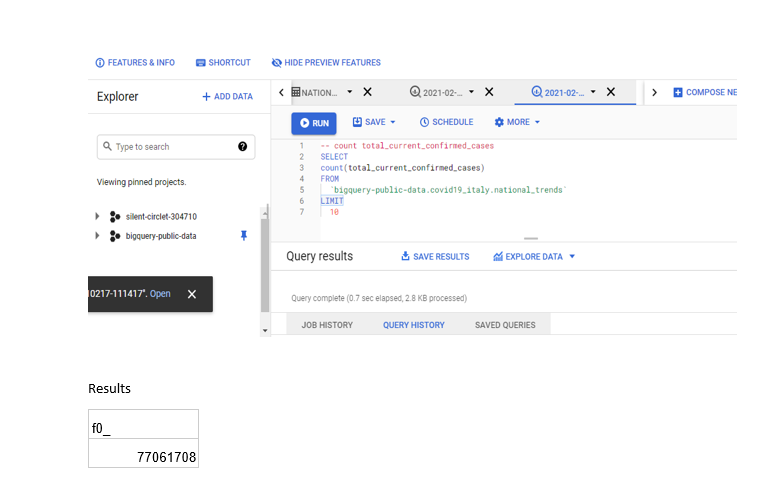 FEATURES & INFO SHORTCUT HIDE PREVIEW FEATURES
Explorer + ADD DATA
NATION... 2021-02-... 2021-02-... COMPOSE NE
RUN SAVE SCHEDULE MORE
Type to search
Viewing pinned projects.
silent-circlet-304710
bigquery-public-data
10217-111417". Open
1 -- count total_current_confirmed_cases
2 SELECT
3 count(total_current_confirmed_cases)
4 FROM
5 `bigquery-public-data.covid19_italy.national_trends`
6 LIMIT
7 10
Query results SAVE RESULTS EXPLORE DATA
Query complete (0.7 sec elapsed, 2.8 KB processed)
JOB HISTORY QUERY HISTORY SAVED QUERIES
Results
f0_
77061708